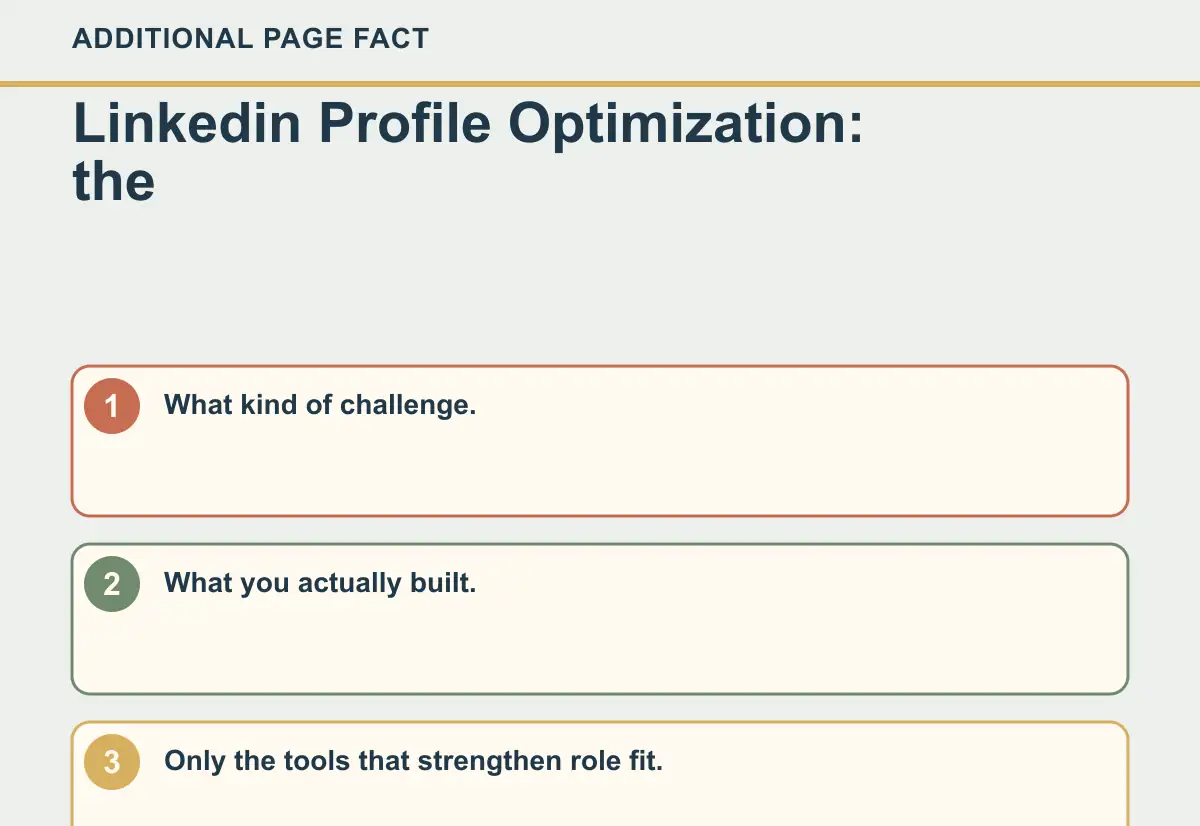 ADDITIONAL PAGE FACT
Linkedin Profile Optimization:
the
1 What kind of challenge.
2 What you actually built.
3 Only the tools that strengthen role fit.